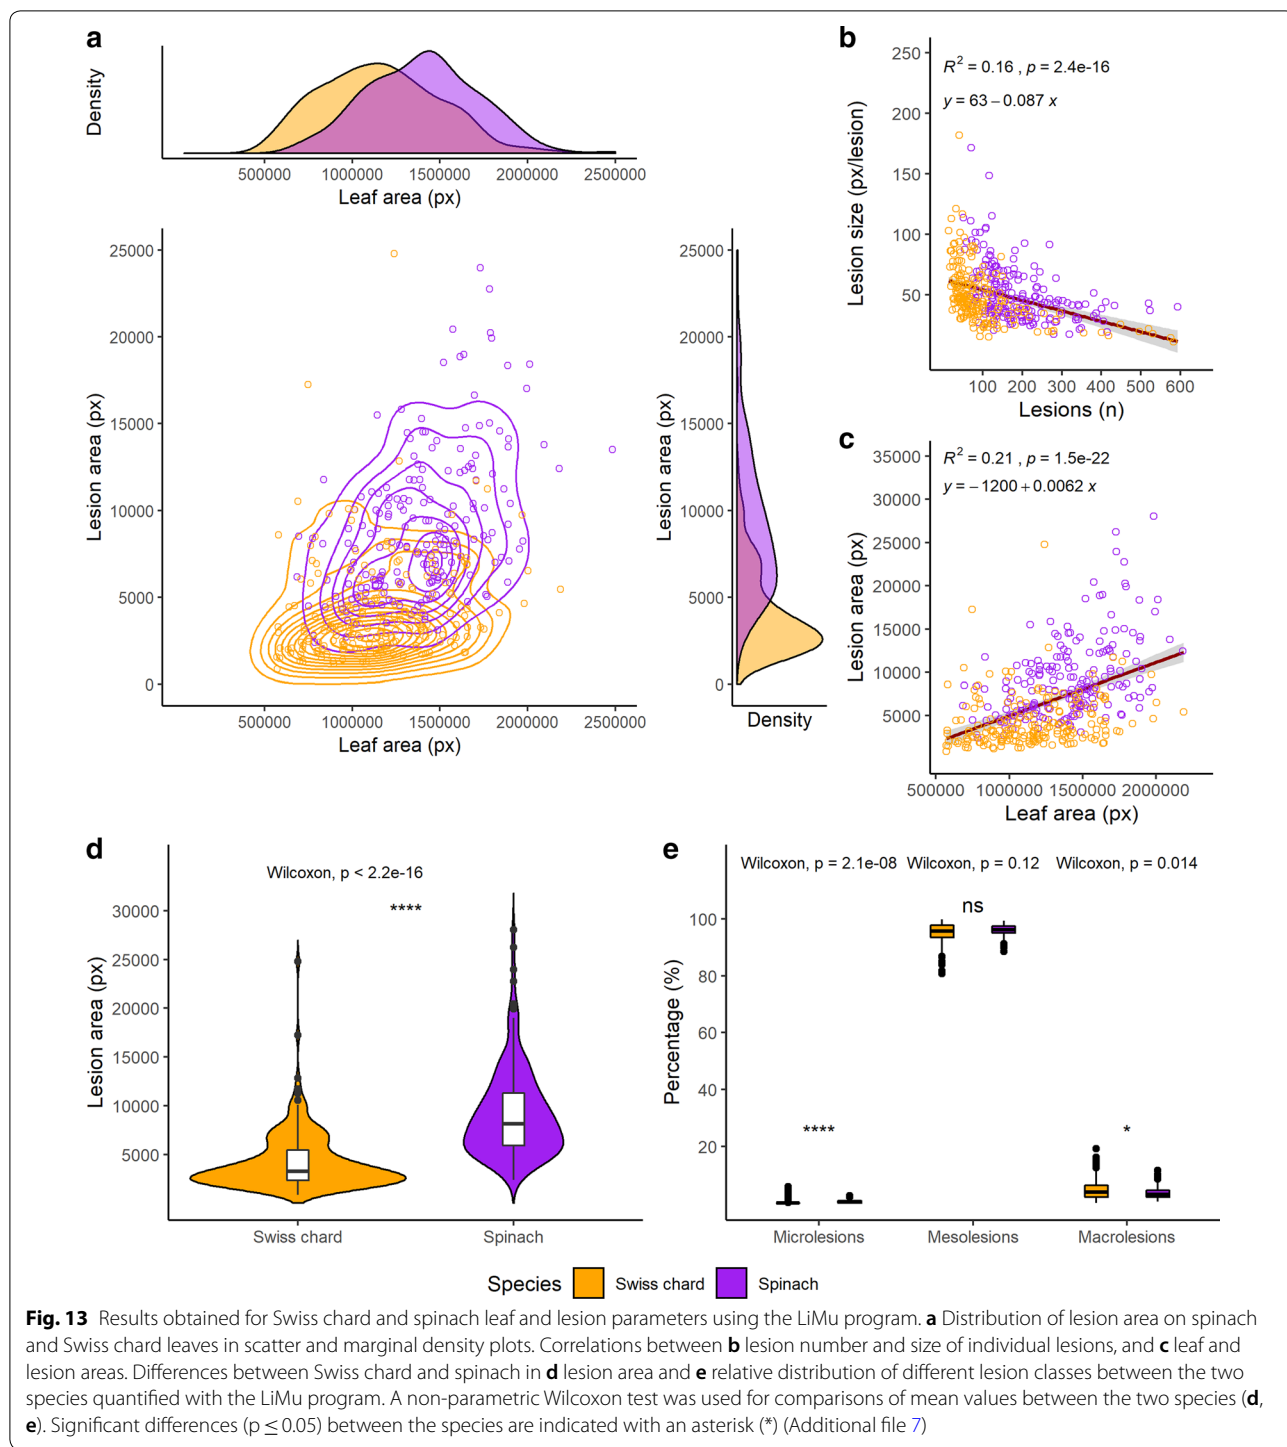 a
Density
500000 1000000 1500000 2000000 2500000
Leaf area (px)
25000
20000
15000
10000
5000
0
Lesion area (px)
500000 1000000 1500000 2000000 2500000
Leaf area (px)
25000
20000
15000
10000
5000
0
Lesion area (px)
Density
b
250
200
150
100
50
Lesion size (px/lesion)
R² = 0.16 , p = 2.4e-16
y = 63 – 0.087 x
100 200 300 400 500 600
Lesions (n)
c
35000
30000
25000
20000
15000
10000
5000
Lesion area (px)
R² = 0.21 , p = 1.5e-22
y = – 1200 + 0.0062 x
500000 1000000 1500000 2000000
Leaf area (px)
d
Wilcoxon, p < 2.2e-16
****
30000
25000
20000
15000
10000
5000
Lesion area (px)
Swiss chard Spinach
e
Wilcoxon, p = 2.1e-08 Wilcoxon, p = 0.12 Wilcoxon, p = 0.014
ns
100
80
60
40
20
Percentage (%)
**** *
Microlesions Mesolesions Macrolesions
Species Swiss chard Spinach
Fig. 13 Results obtained for Swiss chard and spinach leaf and lesion parameters using the LiMu program. a Distribution of lesion area on spinach
and Swiss chard leaves in scatter and marginal density plots. Correlations between b lesion number and size of individual lesions, and c leaf and
lesion areas. Differences between Swiss chard and spinach in d lesion area and e relative distribution of different lesion classes between the two
species quantified with the LiMu program. A non-parametric Wilcoxon test was used for comparisons of mean values between the two species (d,
e). Significant differences (p ≤ 0.05) between the species are indicated with an asterisk (*) (Additional file 7)